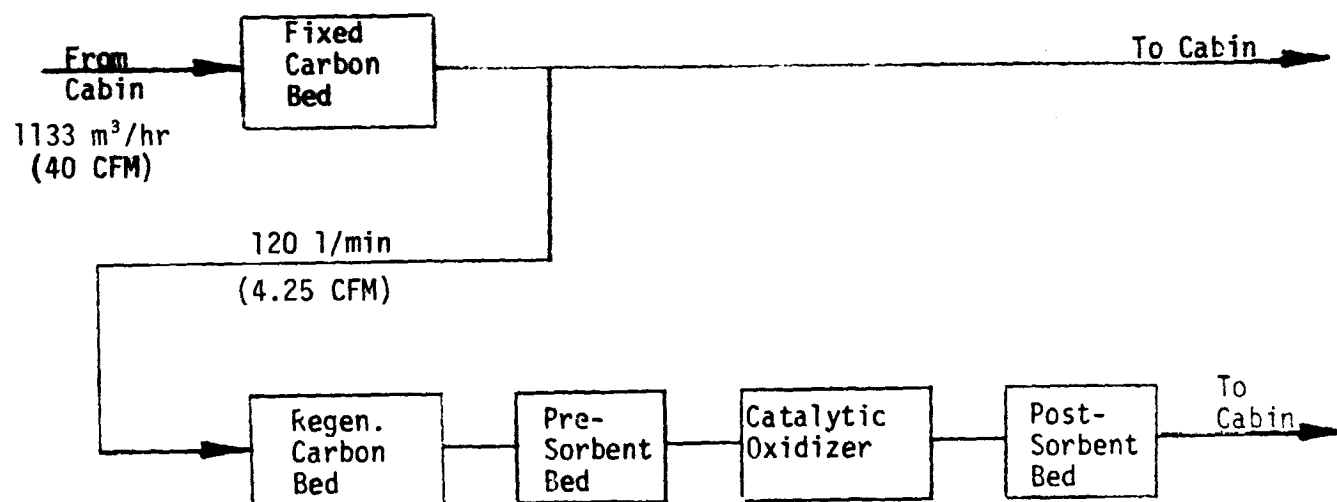 Fixed
Carbon
Bed
From
Cabin
To Cabin
1133 m³/hr
(40 CFM)
120 l/min
(4.25 CFM)
Regen.
Carbon
Bed
Pre-
Sorbent
Bed
Catalytic
Oxidizer
Post-
Sorbent
Bed
To
Cabin